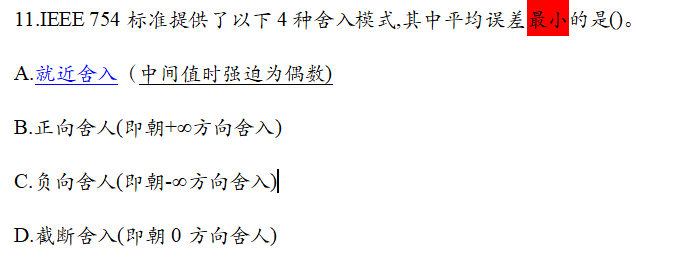 11.IEEE 754 标准提供了以下 4 种舍入模式,其中平均误差最小的是()。
A.就近舍入（中间值时强迫为偶数)
B.正向舍人(即朝+∞方向舍入)
C.负向舍人(即朝-∞方向舍入)
D.截断舍入(即朝 0 方向舍人)